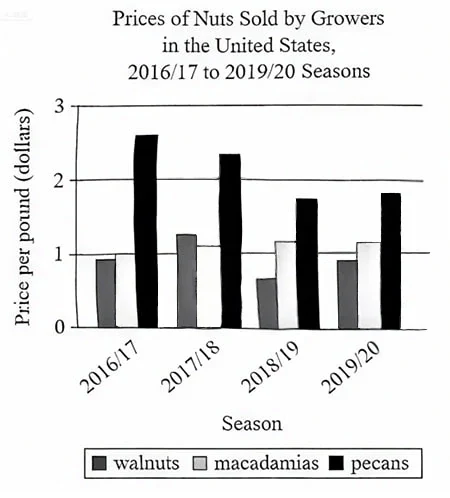 Prices of Nuts Sold by Growers
in the United States,
2016/17 to 2019/20 Seasons
Price per pound (dollars)
3
2
1
0
2016/17
2017/18
2018/19
2019/20
Season
walnuts
macadamias
pecans